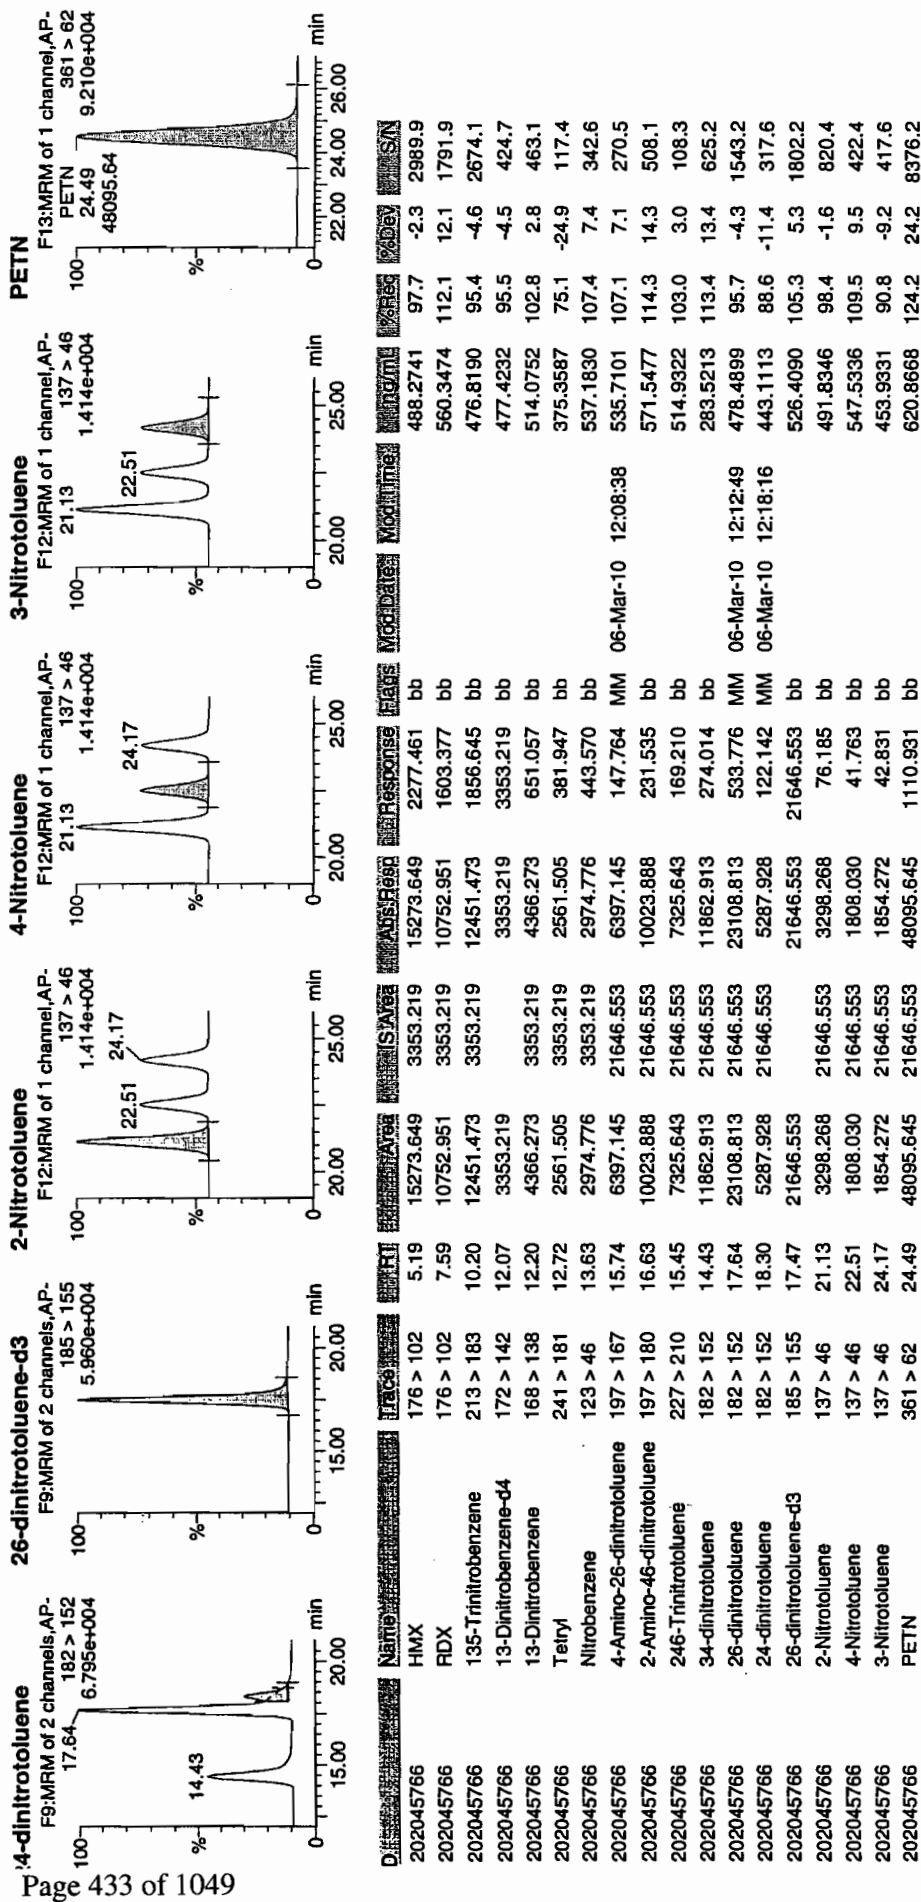 24-dinitrotoluene
F9:MRM of 2 channels,AP-
182 > 152
6.795e+004
17.64
14.43
100
%
0
15.00
20.00
min
26-dinitrotoluene-d3
F9:MRM of 2 channels,AP-
185 > 155
5.960e+004
100
%
0
15.00
20.00
min
2-Nitrotoluene
F12:MRM of 1 channel,AP-
137 > 46
1.414e+004
24.17
22.51
100
%
0
20.00
25.00
min
4-Nitrotoluene
F12:MRM of 1 channel,AP-
137 > 46
1.414e+004
21.13
24.17
100
%
0
20.00
25.00
min
3-Nitrotoluene
F12:MRM of 1 channel,AP-
137 > 46
1.414e+004
21.13
22.51
100
%
0
20.00
25.00
min
PETN
F13:MRM of 1 channel,AP-
361 > 62
9.210e+004
PETN
24.49
48095.64
100
%
0
22.00
24.00
26.00
min
D Name Trace RT Area IS Area Abs.Resp Response Flags Mod.Date Mod.Time ng/mL %Rec %Dev S/N
202045766 HMX 176 > 102 5.19 15273.649 3353.219 15273.649 2277.461 bb 488.2741 97.7 -2.3 2989.9
202045766 RDX 176 > 102 7.59 10752.951 3353.219 10752.951 1603.377 bb 560.3474 112.1 12.1 1791.9
202045766 135-Trinitrobenzene 213 > 183 10.20 12451.473 3353.219 12451.473 1856.645 bb 476.8190 95.4 -4.6 2674.1
202045766 13-Dinitrobenzene-d4 172 > 142 12.07 3353.219 3353.219 3353.219 bb 477.4232 95.5 -4.5 424.7
202045766 13-Dinitrobenzene 168 > 138 12.20 4366.273 3353.219 4366.273 651.057 bb 514.0752 102.8 2.8 463.1
202045766 Tetryl 241 > 181 12.72 2561.505 3353.219 2561.505 381.947 bb 375.3587 75.1 -24.9 117.4
202045766 Nitrobenzene 123 > 46 13.63 2974.776 3353.219 2974.776 443.570 bb 537.1830 107.4 7.4 342.6
202045766 4-Amino-26-dinitrotoluene 197 > 167 15.74 6397.145 21646.553 6397.145 147.764 MM 06-Mar-10 12:08:38 535.7101 107.1 7.1 270.5
202045766 2-Amino-46-dinitrotoluene 197 > 180 16.63 10023.888 21646.553 10023.888 231.535 bb 571.5477 114.3 14.3 508.1
202045766 246-Trinitrotoluene 227 > 210 15.45 7325.643 21646.553 7325.643 169.210 bb 514.9322 103.0 3.0 108.3
202045766 34-dinitrotoluene 182 > 152 14.43 11862.913 21646.553 11862.913 274.014 bb 283.5213 113.4 13.4 625.2
202045766 26-dinitrotoluene 182 > 152 17.64 23108.813 21646.553 23108.813 533.776 MM 06-Mar-10 12:12:49 478.4899 95.7 -4.3 1543.2
202045766 24-dinitrotoluene 182 > 152 18.30 5287.928 21646.553 5287.928 122.142 MM 06-Mar-10 12:18:16 443.1113 88.6 -11.4 317.6
202045766 26-dinitrotoluene-d3 185 > 155 17.47 21646.553 21646.553 21646.553 bb 526.4090 105.3 5.3 1802.2
202045766 2-Nitrotoluene 137 > 46 21.13 3298.268 21646.553 3298.268 76.185 bb 491.8346 98.4 -1.6 820.4
202045766 4-Nitrotoluene 137 > 46 22.51 1808.030 21646.553 1808.030 41.763 bb 547.5336 109.5 9.5 422.4
202045766 3-Nitrotoluene 137 > 46 24.17 1854.272 21646.553 1854.272 42.831 bb 453.9331 90.8 -9.2 417.6
202045766 PETN 361 > 62 24.49 48095.645 21646.553 48095.645 1110.931 bb 620.8668 124.2 24.2 8376.2
Page 433 of 1049